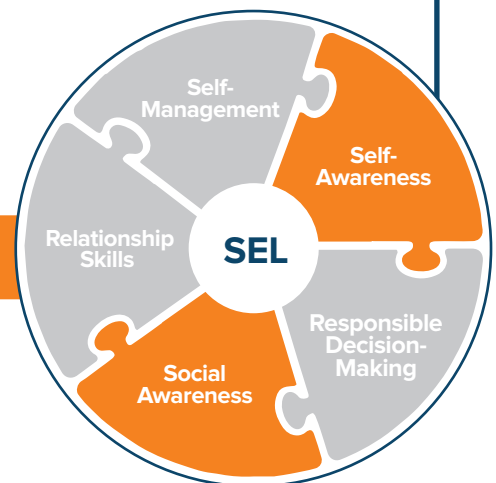 Self-
Management
Self-
Awareness
Relationship
Skills
SEL
Responsible
Decision-
Making
Social
Awareness